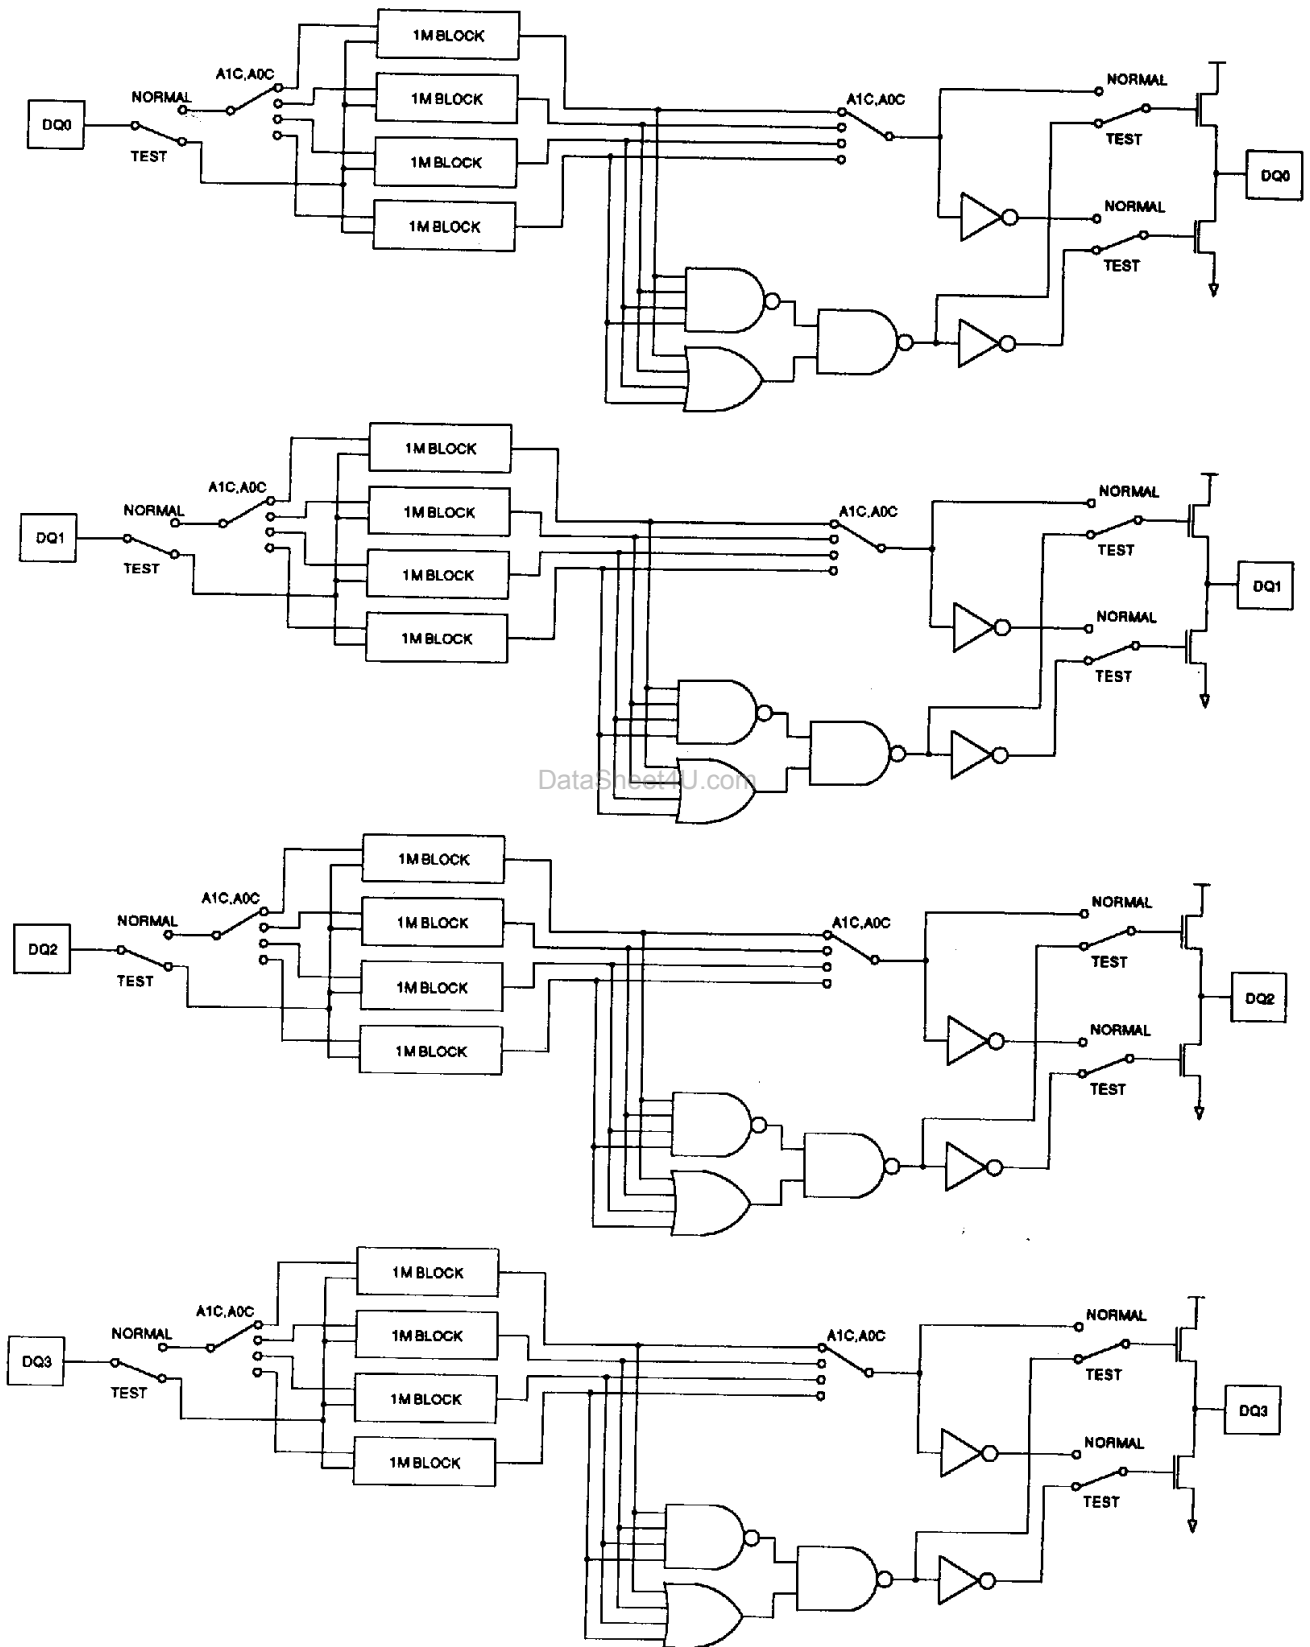 1M BLOCK
A1C,A0C
1M BLOCK
NORMAL
A1C,A0C
NORMAL
DQ0
TEST
1M BLOCK
TEST
DQ0
1M BLOCK
NORMAL
TEST
1M BLOCK
A1C,A0C
1M BLOCK
NORMAL
A1C,A0C
NORMAL
DQ1
TEST
1M BLOCK
TEST
DQ1
1M BLOCK
NORMAL
TEST
DataSheet4U.com
1M BLOCK
A1C,A0C
1M BLOCK
NORMAL
A1C,A0C
NORMAL
DQ2
TEST
1M BLOCK
TEST
DQ2
1M BLOCK
NORMAL
TEST
1M BLOCK
A1C,A0C
1M BLOCK
NORMAL
A1C,A0C
NORMAL
DQ3
TEST
1M BLOCK
TEST
DQ3
1M BLOCK
NORMAL
TEST